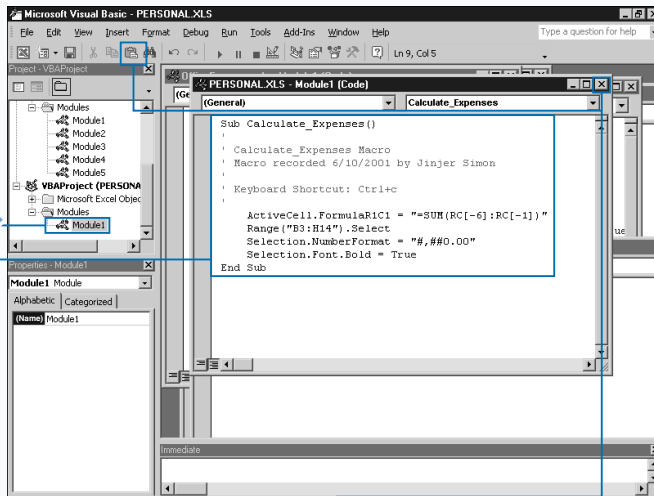 Microsoft Visual Basic - PERSONAL.XLS
File Edit View Insert Format Debug Run Tools Add-Ins Window Help
Type a question for help
Ln 9, Col 5
Project - VBAProject
Modules
Module1
Module2
Module3
Module4
Module5
VBAProject (PERSONA
Microsoft Excel Objec
Modules
Module1
Properties - Module1
Module1 Module
Alphabetic Categorized
(Name) Module1
(Ge
PERSONAL.XLS - Module1 (Code)
(General) Calculate_Expenses
Sub Calculate_Expenses()
'
' Calculate_Expenses Macro
' Macro recorded 6/10/2001 by Jinjer Simon
'
' Keyboard Shortcut: Ctrl+c
'
ActiveCell.FormulaR1C1 = "=SUM(RC[-6]:RC[-1])"
Range("B3:H14").Select
Selection.NumberFormat = "#,##0.00"
Selection.Font.Bold = True
End Sub
ue
Immediate